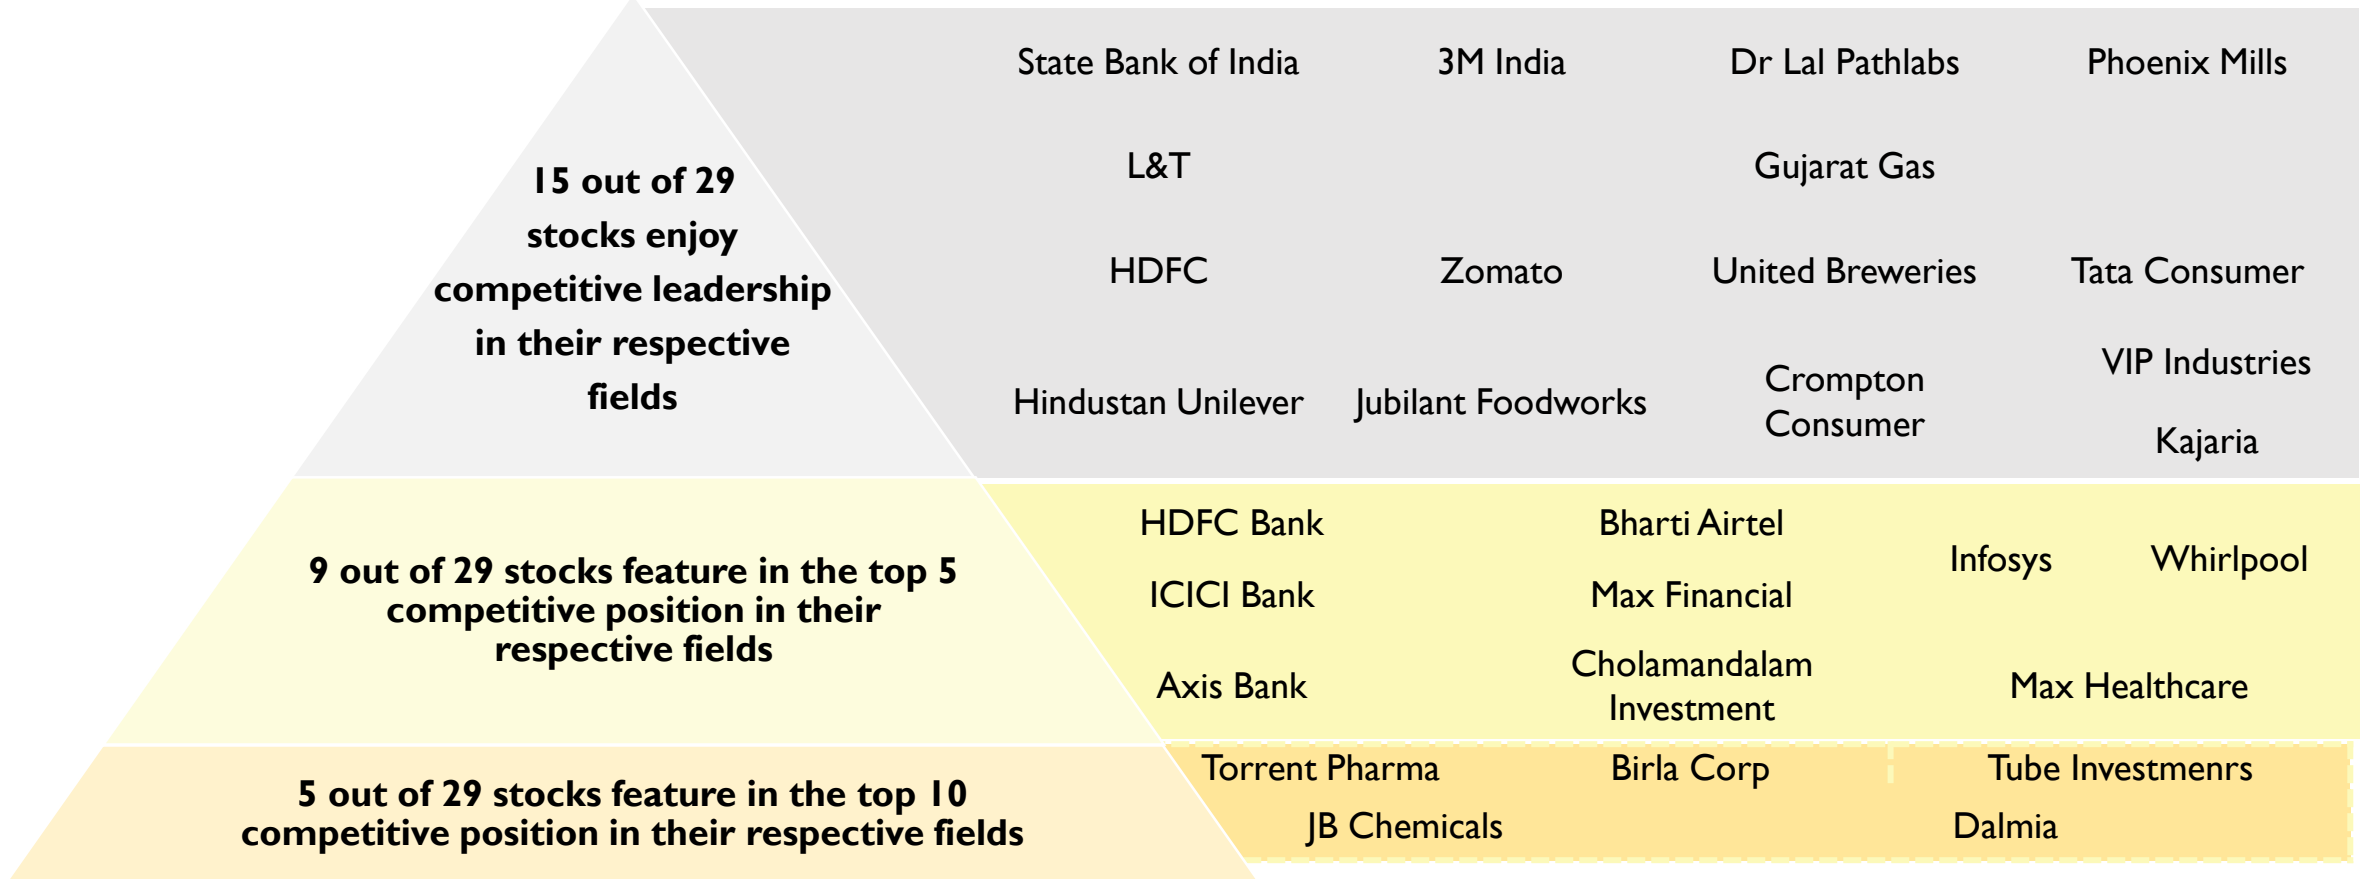 State Bank of India
3M India
Dr Lal Pathlabs
Phoenix Mills
L&T
Gujarat Gas
15 out of 29
stocks enjoy
competitive leadership
in their respective
fields
HDFC
Zomato
United Breweries
Tata Consumer
Hindustan Unilever
Jubilant Foodworks
Crompton
Consumer
VIP Industries
Kajaria
9 out of 29 stocks feature in the top 5
competitive position in their
respective fields
HDFC Bank
Bharti Airtel
Infosys
Whirlpool
ICICI Bank
Max Financial
Axis Bank
Cholamandalam
Investment
Max Healthcare
5 out of 29 stocks feature in the top 10
competitive position in their respective fields
Torrent Pharma
Birla Corp
Tube Investmenrs
JB Chemicals
Dalmia